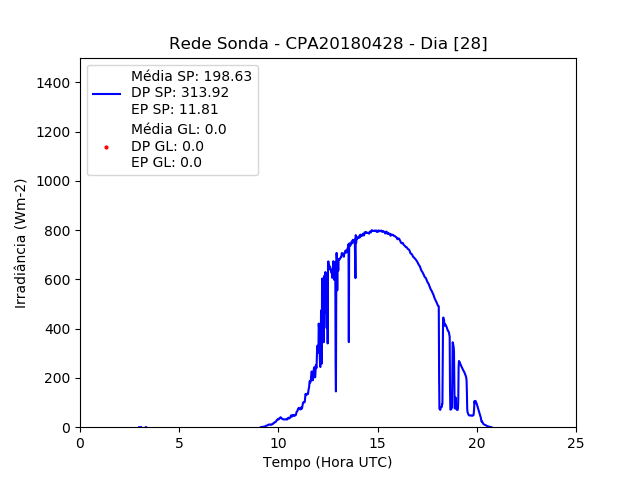 Rede Sonda - CPA20180428 - Dia [28]
Média SP: 198.63
DP SP: 313.92
EP SP: 11.81
Média GL: 0.0
DP GL: 0.0
EP GL: 0.0
1400
1200
1000
800
600
400
200
0
Irradiância (Wm-2)
0 5 10 15 20 25
Tempo (Hora UTC)